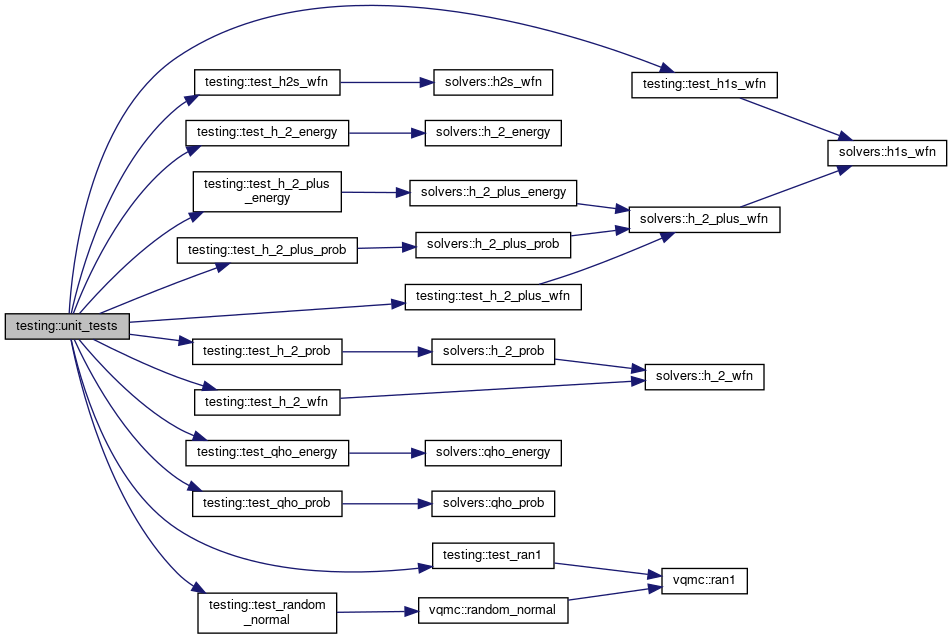 testing::test_h2s_wfn
solvers::h2s_wfn
testing::test_h1s_wfn
testing::test_h_2_energy
solvers::h_2_energy
solvers::h1s_wfn
testing::test_h_2_plus
_energy
solvers::h_2_plus_energy
solvers::h_2_plus_wfn
testing::test_h_2_plus_prob
solvers::h_2_plus_prob
testing::test_h_2_plus_wfn
testing::unit_tests
testing::test_h_2_prob
solvers::h_2_prob
solvers::h_2_wfn
testing::test_h_2_wfn
testing::test_qho_energy
solvers::qho_energy
testing::test_qho_prob
solvers::qho_prob
testing::test_ran1
vqmc::ran1
testing::test_random
_normal
vqmc::random_normal